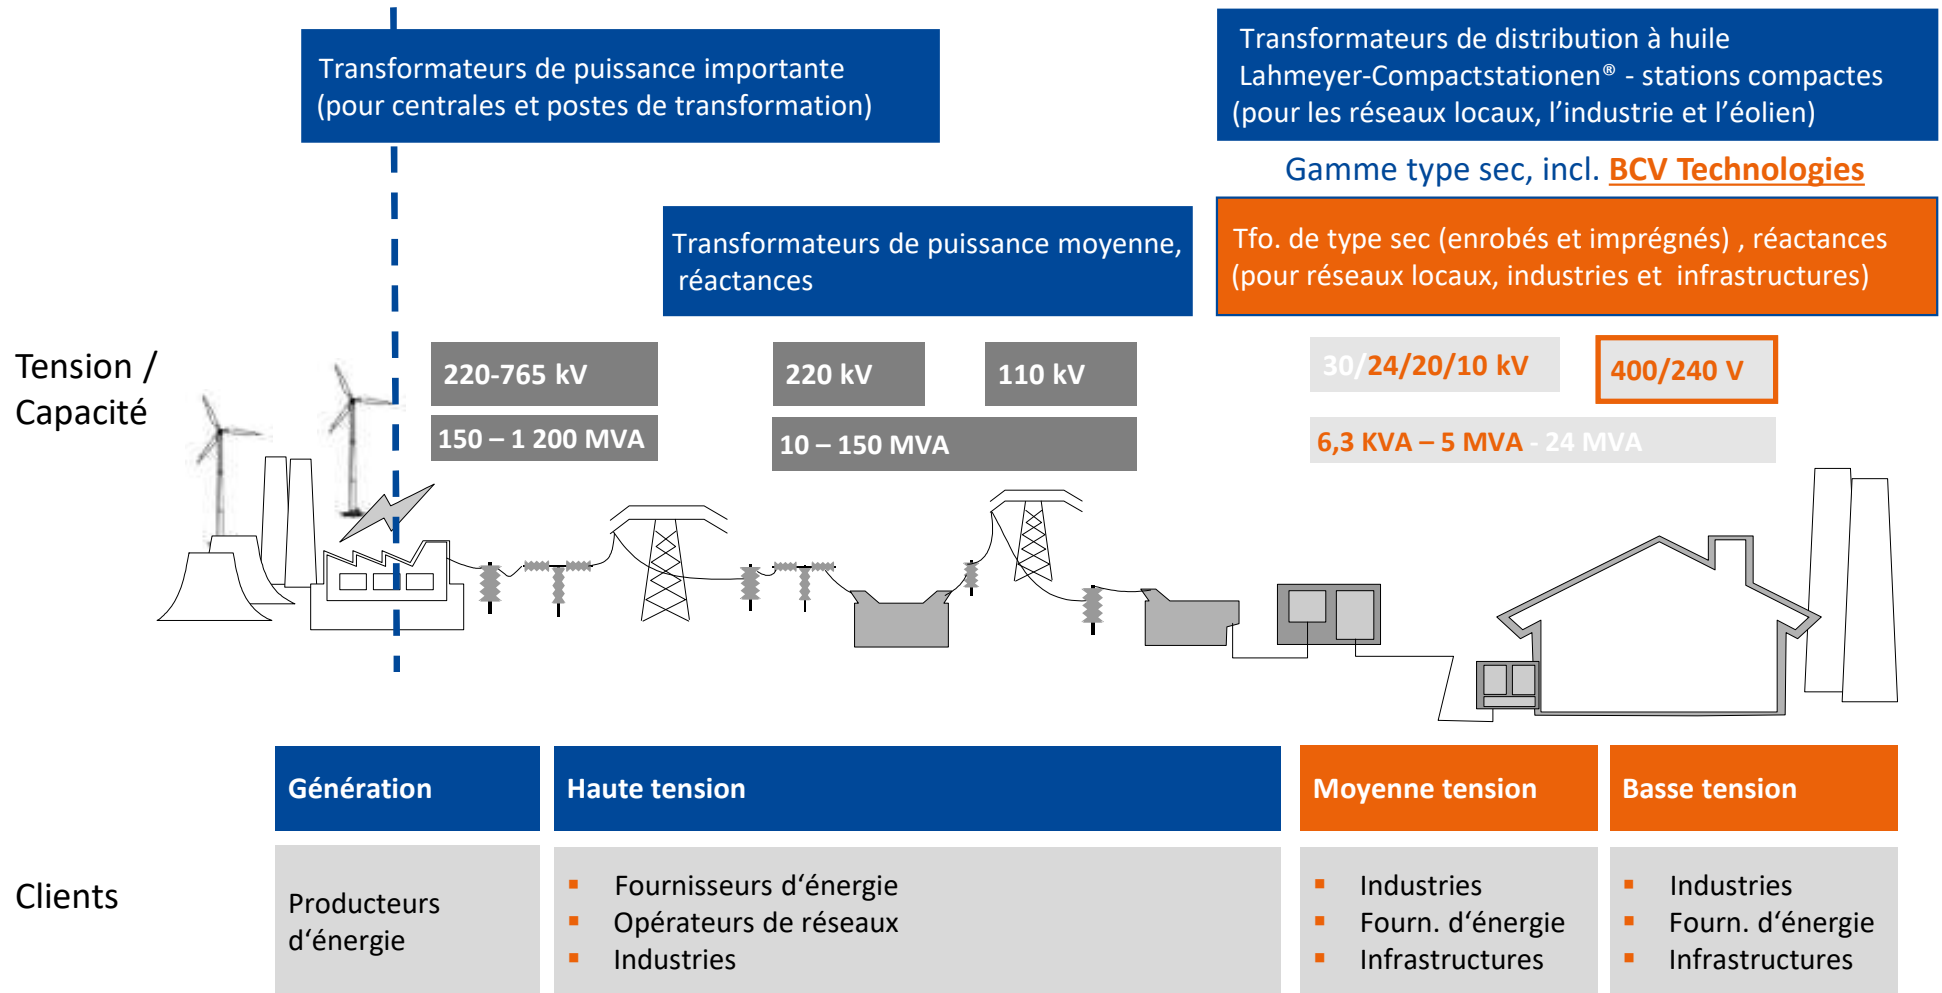 Transformateurs de puissance importante
(pour centrales et postes de transformation)
Transformateurs de distribution à huile
Lahmeyer-Compactstationen® - stations compactes
(pour les réseaux locaux, l’industrie et l’éolien)
Gamme type sec, incl. BCV Technologies
Transformateurs de puissance moyenne,
réactances
Tfo. de type sec (enrobés et imprégnés) , réactances
(pour réseaux locaux, industries et infrastructures)
Tension /
Capacité
220-765 kV
220 kV
110 kV
30/24/20/10 kV
400/240 V
150 – 1 200 MVA
10 – 150 MVA
6,3 KVA – 5 MVA - 24 MVA
Génération
Haute tension
Moyenne tension
Basse tension
Clients
Producteurs
d‘énergie
▪ Fournisseurs d‘énergie
▪ Opérateurs de réseaux
▪ Industries
▪ Industries
▪ Fourn. d‘énergie
▪ Infrastructures
▪ Industries
▪ Fourn. d‘énergie
▪ Infrastructures